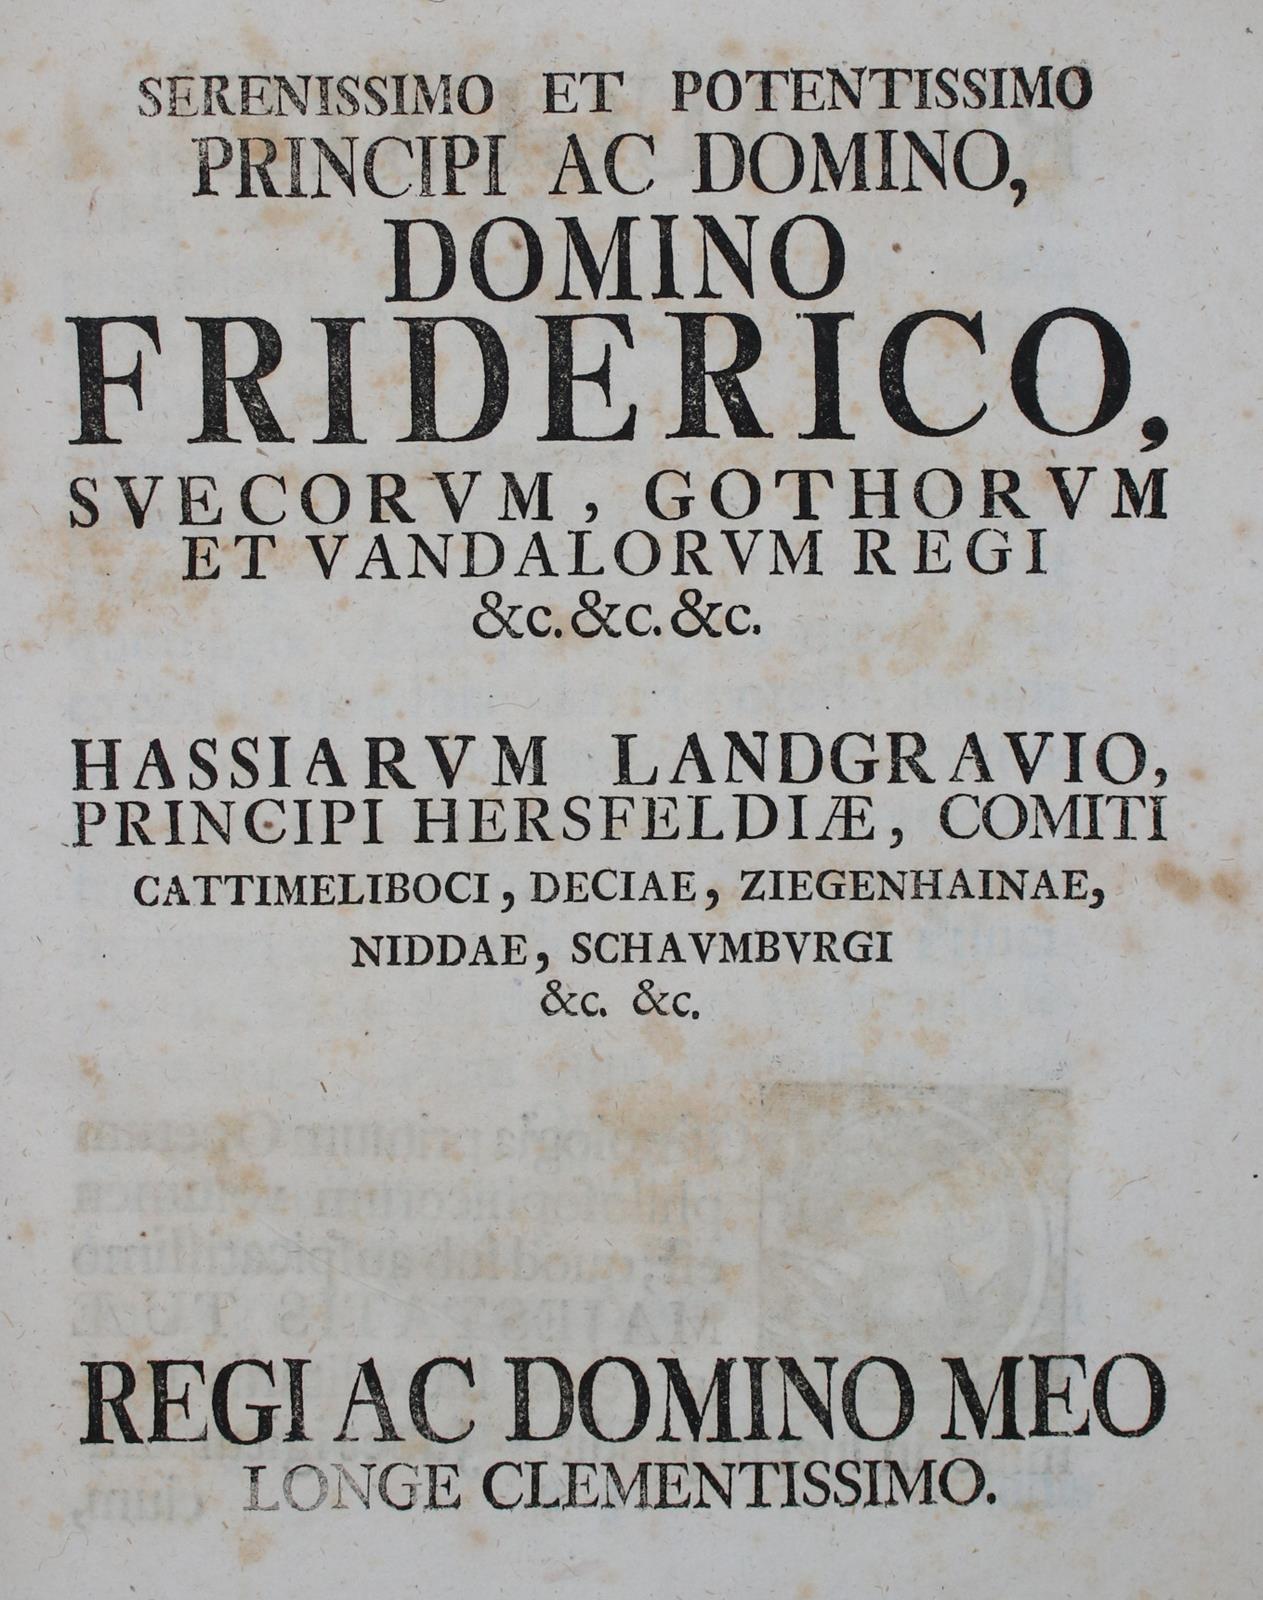 SERENISSIMO ET POTENTISSIMO
PRINCIPI AC DOMINO,
DOMINO
FRIDERICO,
SVECORVM, GOTHORVM
ET VANDALORVM REGI
&c. &c. &c.
HASSIARVM LANDGRAVIO,
PRINCIPI HERSFELDIÆ, COMITI
CATTIMELIBOCI, DECIAE, ZIEGENHAINAE,
NIDDAE, SCHAVMBVRGI
&c. &c.
REGI AC DOMINO MEO
LONGE CLEMENTISSIMO.